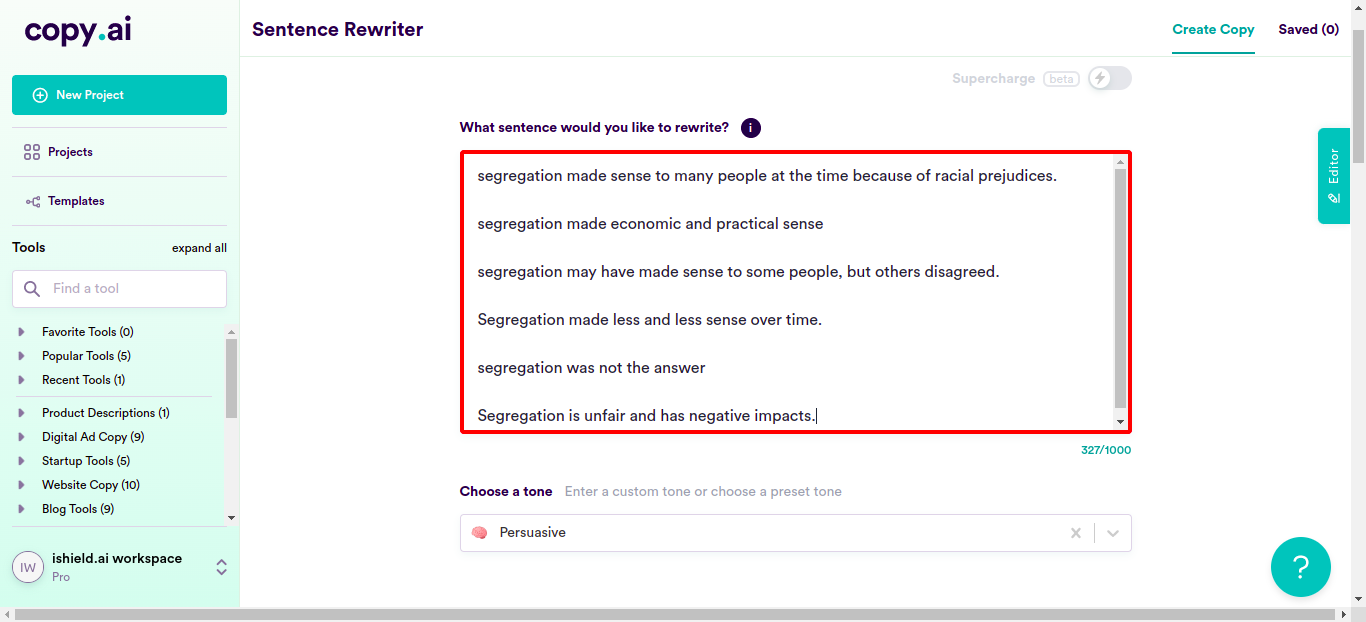 copy.ai
Sentence Rewriter
Create Copy
Saved (0)
New Project
Projects
Templates
Tools
expand all
Find a tool
Favorite Tools (0)
Popular Tools (5)
Recent Tools (1)
Product Descriptions (1)
Digital Ad Copy (9)
Startup Tools (5)
Website Copy (10)
Blog Tools (9)
IW
ishield.ai workspace
Pro
Supercharge beta
What sentence would you like to rewrite? i
segregation made sense to many people at the time because of racial prejudices.
segregation made economic and practical sense
segregation may have made sense to some people, but others disagreed.
Segregation made less and less sense over time.
segregation was not the answer
Segregation is unfair and has negative impacts.
327/1000
Choose a tone Enter a custom tone or choose a preset tone
Persuasive
Editor
?